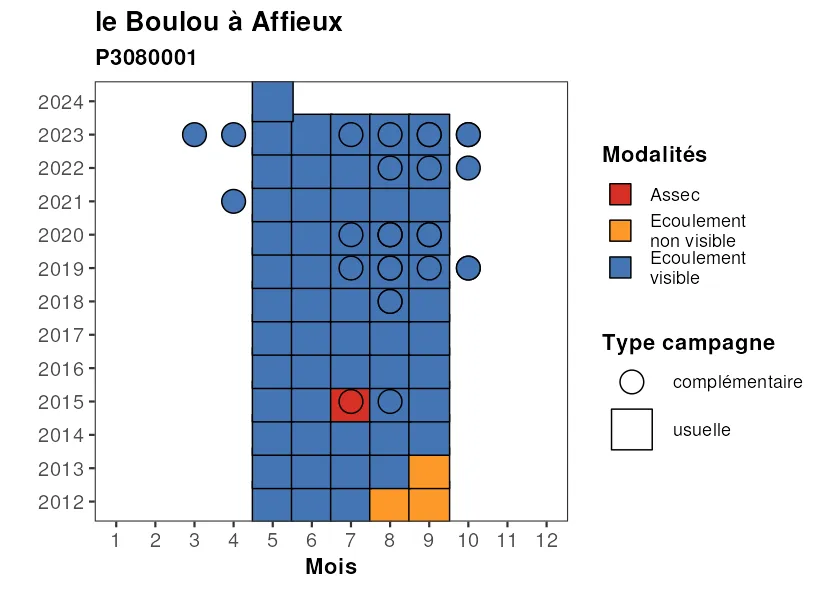 le Boulou à Affieux
P3080001
2024
2023
2022
2021
2020
2019
2018
2017
2016
2015
2014
2013
2012
1 2 3 4 5 6 7 8 9 10 11 12
Mois
Modalités
Assec
Ecoulement
non visible
Ecoulement
visible
Type campagne
complémentaire
usuelle